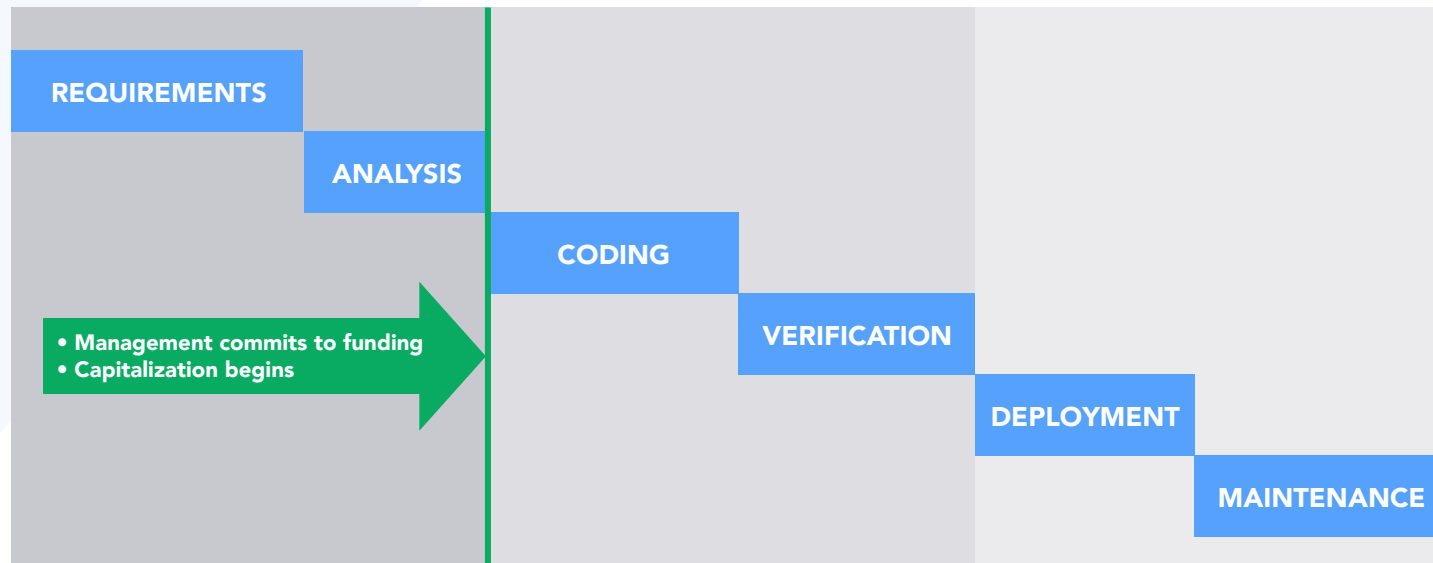 REQUIREMENTS
ANALYSIS
CODING
• Management commits to funding
• Capitalization begins
VERIFICATION
DEPLOYMENT
MAINTENANCE